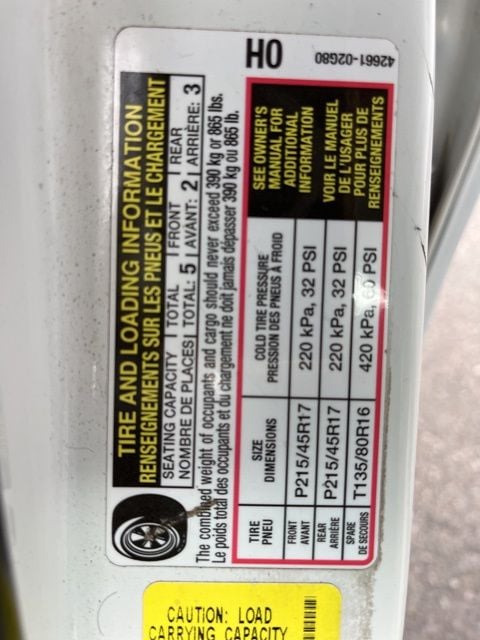 TIRE AND LOADING INFORMATION
RENSEIGNEMENTS SUR LES PNEUS ET LE CHARGEMENT
SEATING CAPACITY | TOTAL | FRONT | REAR
NOMBRE DE PLACES | TOTAL: 5 | AVANT: 2 | ARRIÈRE: 3
The combined weight of occupants and cargo should never exceed 390 kg or 865 lbs.
Le poids total des occupants et du chargement ne doit jamais dépasser 390 kg ou 865 lb.
TIRE PNEU | SIZE DIMENSIONS | COLD TIRE PRESSURE PRESSION DES PNEUS À FROID
FRONT AVANT | P215/45R17 | 220 kPa, 32 PSI
REAR ARRIÈRE | P215/45R17 | 220 kPa, 32 PSI
SPARE DE SECOURS | T135/80R16 | 420 kPa, 60 PSI
SEE OWNER'S
MANUAL FOR
ADDITIONAL
INFORMATION
VOIR LE MANUEL
DE L'USAGER
POUR PLUS DE
RENSEIGNEMENTS
H0
42661-02G80
CAUTION: LOAD
CARRYING CAPACITY